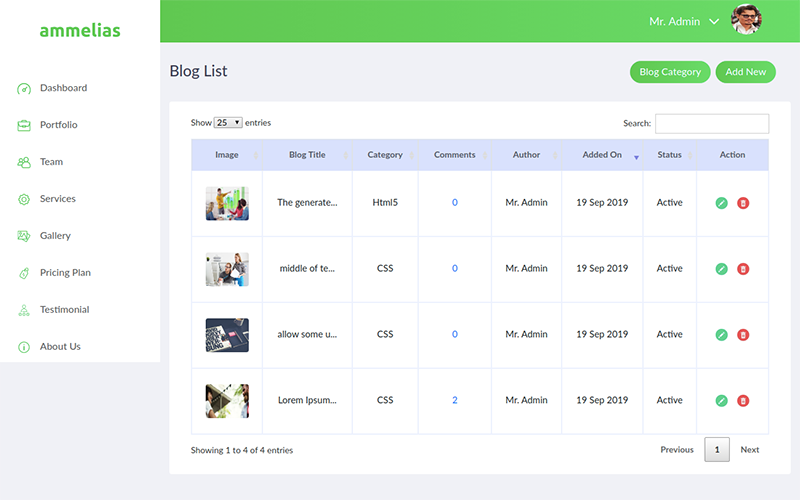 ammelias
Mr. Admin
Dashboard
Portfolio
Team
Services
Gallery
Pricing Plan
Testimonial
About Us
Blog List
Blog Category
Add New
Show 25 entries
Search:
Image Blog Title Category Comments Author Added On Status Action
The generate... Html5 0 Mr. Admin 19 Sep 2019 Active
middle of te... CSS 0 Mr. Admin 19 Sep 2019 Active
allow some u... CSS 0 Mr. Admin 19 Sep 2019 Active
Lorem Ipsum... CSS 2 Mr. Admin 19 Sep 2019 Active
Showing 1 to 4 of 4 entries
Previous 1 Next